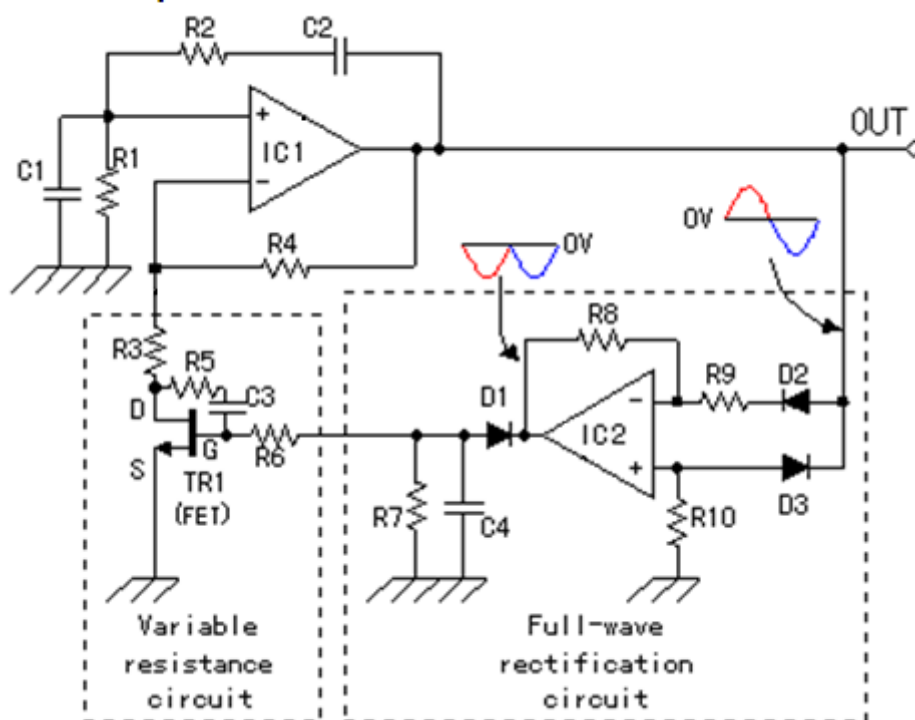 R2
C2
+
IC1
−
OUT
C1
R1
R4
0V
0V
R3
R5
C3
D
G
S
R6
TR1
(FET)
R8
D1
R9
D2
−
IC2
+
D3
R7
C4
R10
Variable
resistance
circuit
Full-wave
rectification
circuit